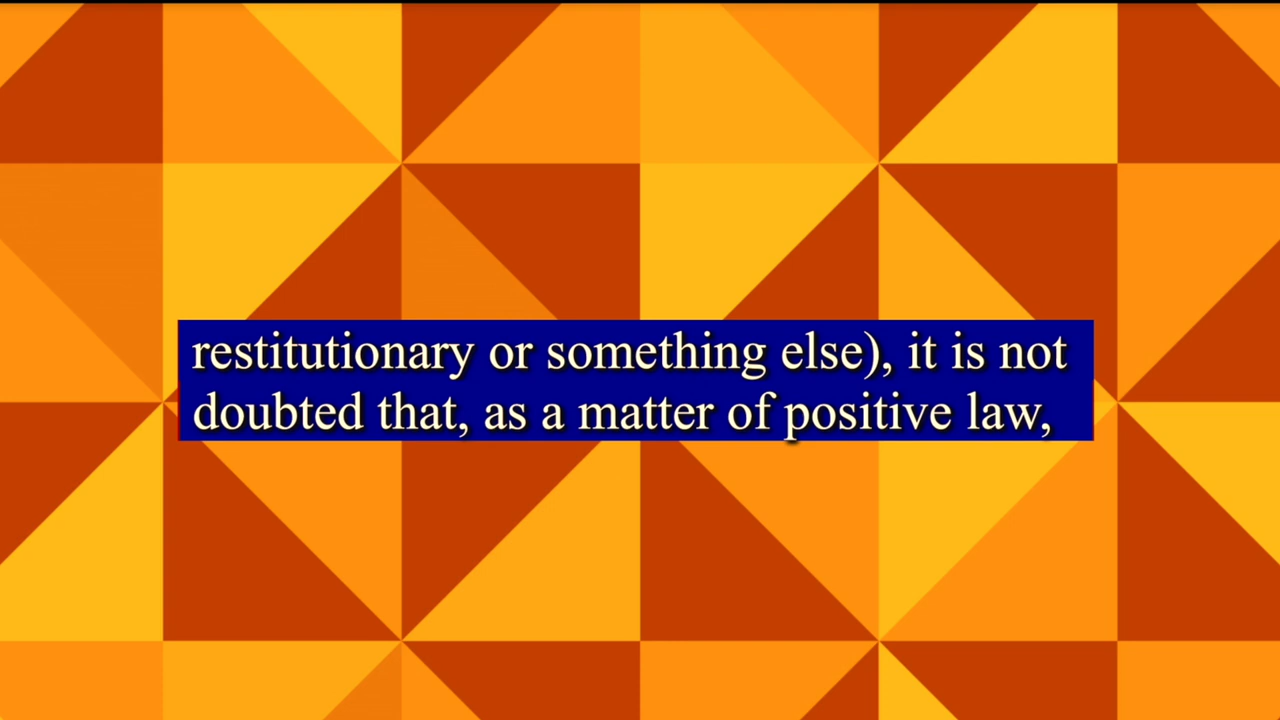 restitutionary or something else), it is not
doubted that, as a matter of positive law,